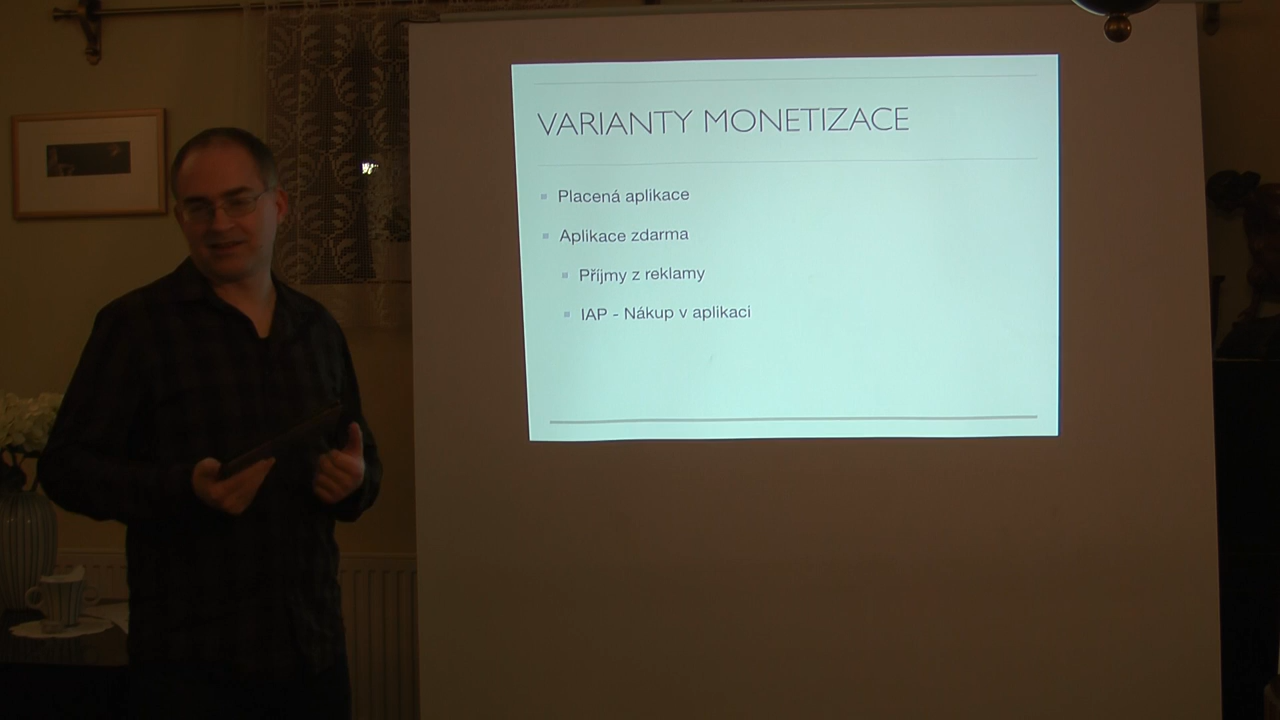 VARIANTY MONETIZACE
Placená aplikace
Aplikace zdarma
Příjmy z reklamy
IAP - Nákup v aplikaci